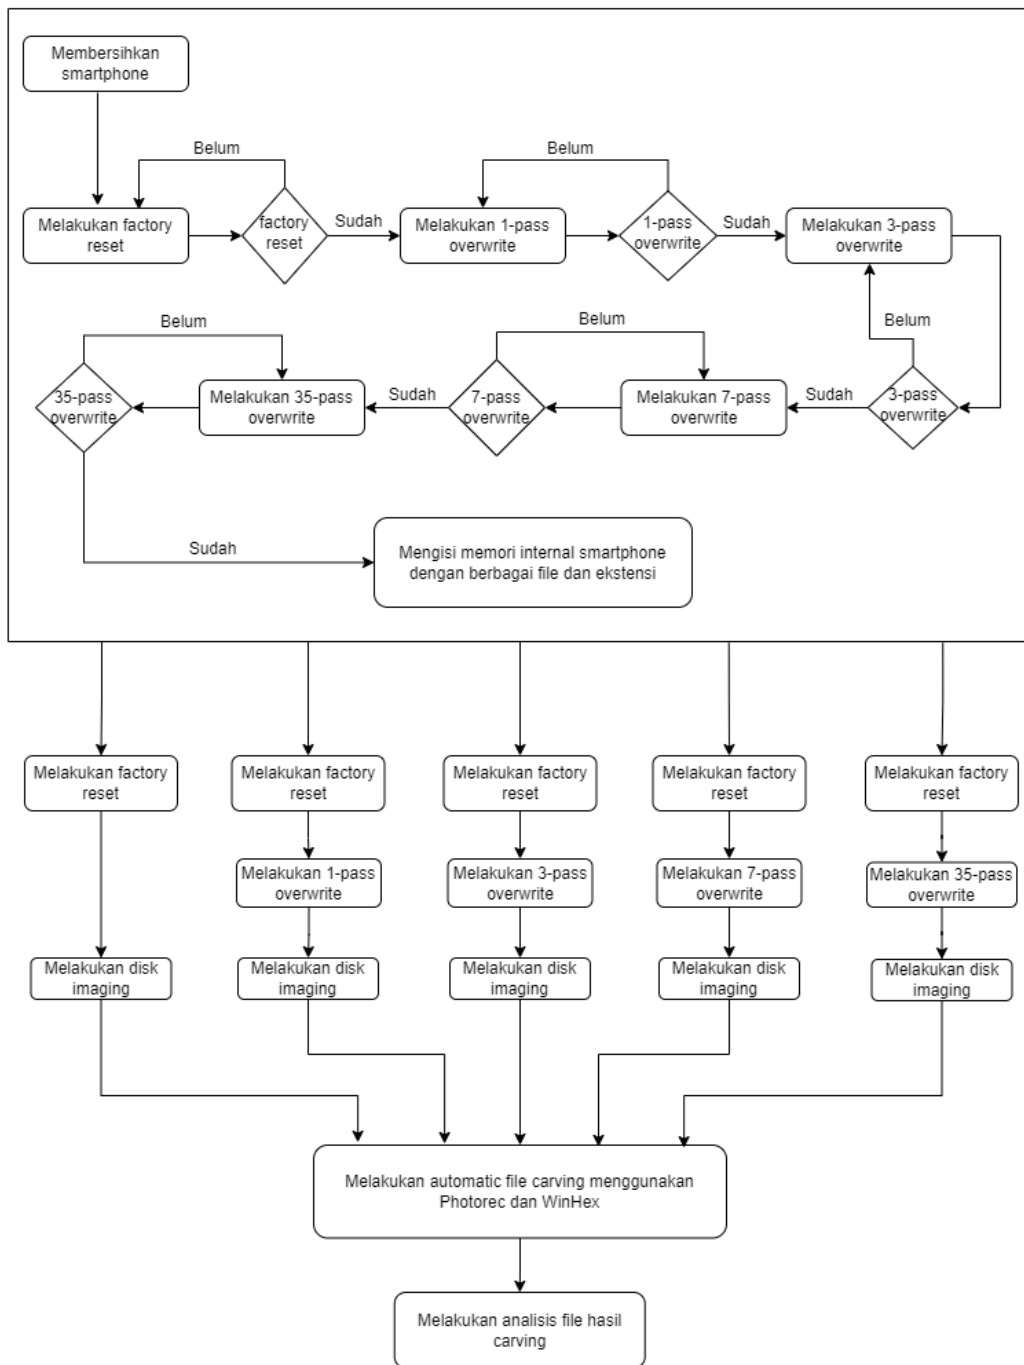 Membersihkan
smartphone
Belum
Belum
Melakukan factory
reset
factory
reset
Sudah
Melakukan 1-pass
overwrite
1-pass
overwrite
Sudah
Melakukan 3-pass
overwrite
Belum
Belum
Belum
35-pass
overwrite
Melakukan 35-pass
overwrite
Sudah
7-pass
overwrite
Melakukan 7-pass
overwrite
Sudah
3-pass
overwrite
Sudah
Mengisi memori internal smartphone
dengan berbagai file dan ekstensi
Melakukan factory
reset
Melakukan factory
reset
Melakukan factory
reset
Melakukan factory
reset
Melakukan factory
reset
Melakukan 1-pass
overwrite
Melakukan 3-pass
overwrite
Melakukan 7-pass
overwrite
Melakukan 35-pass
overwrite
Melakukan disk
imaging
Melakukan disk
imaging
Melakukan disk
imaging
Melakukan disk
imaging
Melakukan disk
imaging
Melakukan automatic file carving menggunakan
Photorec dan WinHex
Melakukan analisis file hasil
carving